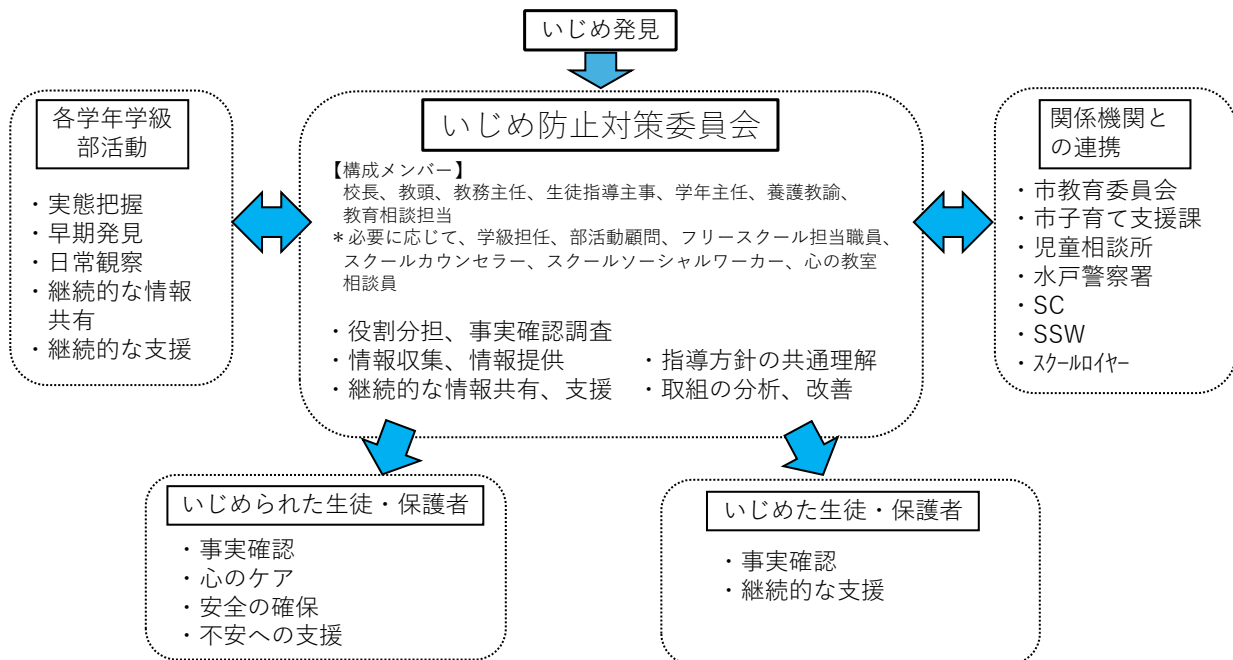 いじめ発見
各学年学級
部活動
・実態把握
・早期発見
・日常観察
・継続的な情報
共有
・継続的な支援
いじめ防止対策委員会
【構成メンバー】
校長、教頭、教務主任、生徒指導主事、学年主任、養護教諭、
教育相談担当
＊必要に応じて、学級担任、部活動顧問、フリースクール担当職員、
スクールカウンセラー、スクールソーシャルワーカー、心の教室
相談員
・役割分担、事実確認調査
・情報収集、情報提供
・継続的な情報共有、支援
・指導方針の共通理解
・取組の分析、改善
関係機関と
の連携
・市教育委員会
・市子育て支援課
・児童相談所
・水戸警察署
・SC
・SSW
・ｽｸｰﾙﾛｲﾔｰ
いじめられた生徒・保護者
・事実確認
・心のケア
・安全の確保
・不安への支援
いじめた生徒・保護者
・事実確認
・継続的な支援